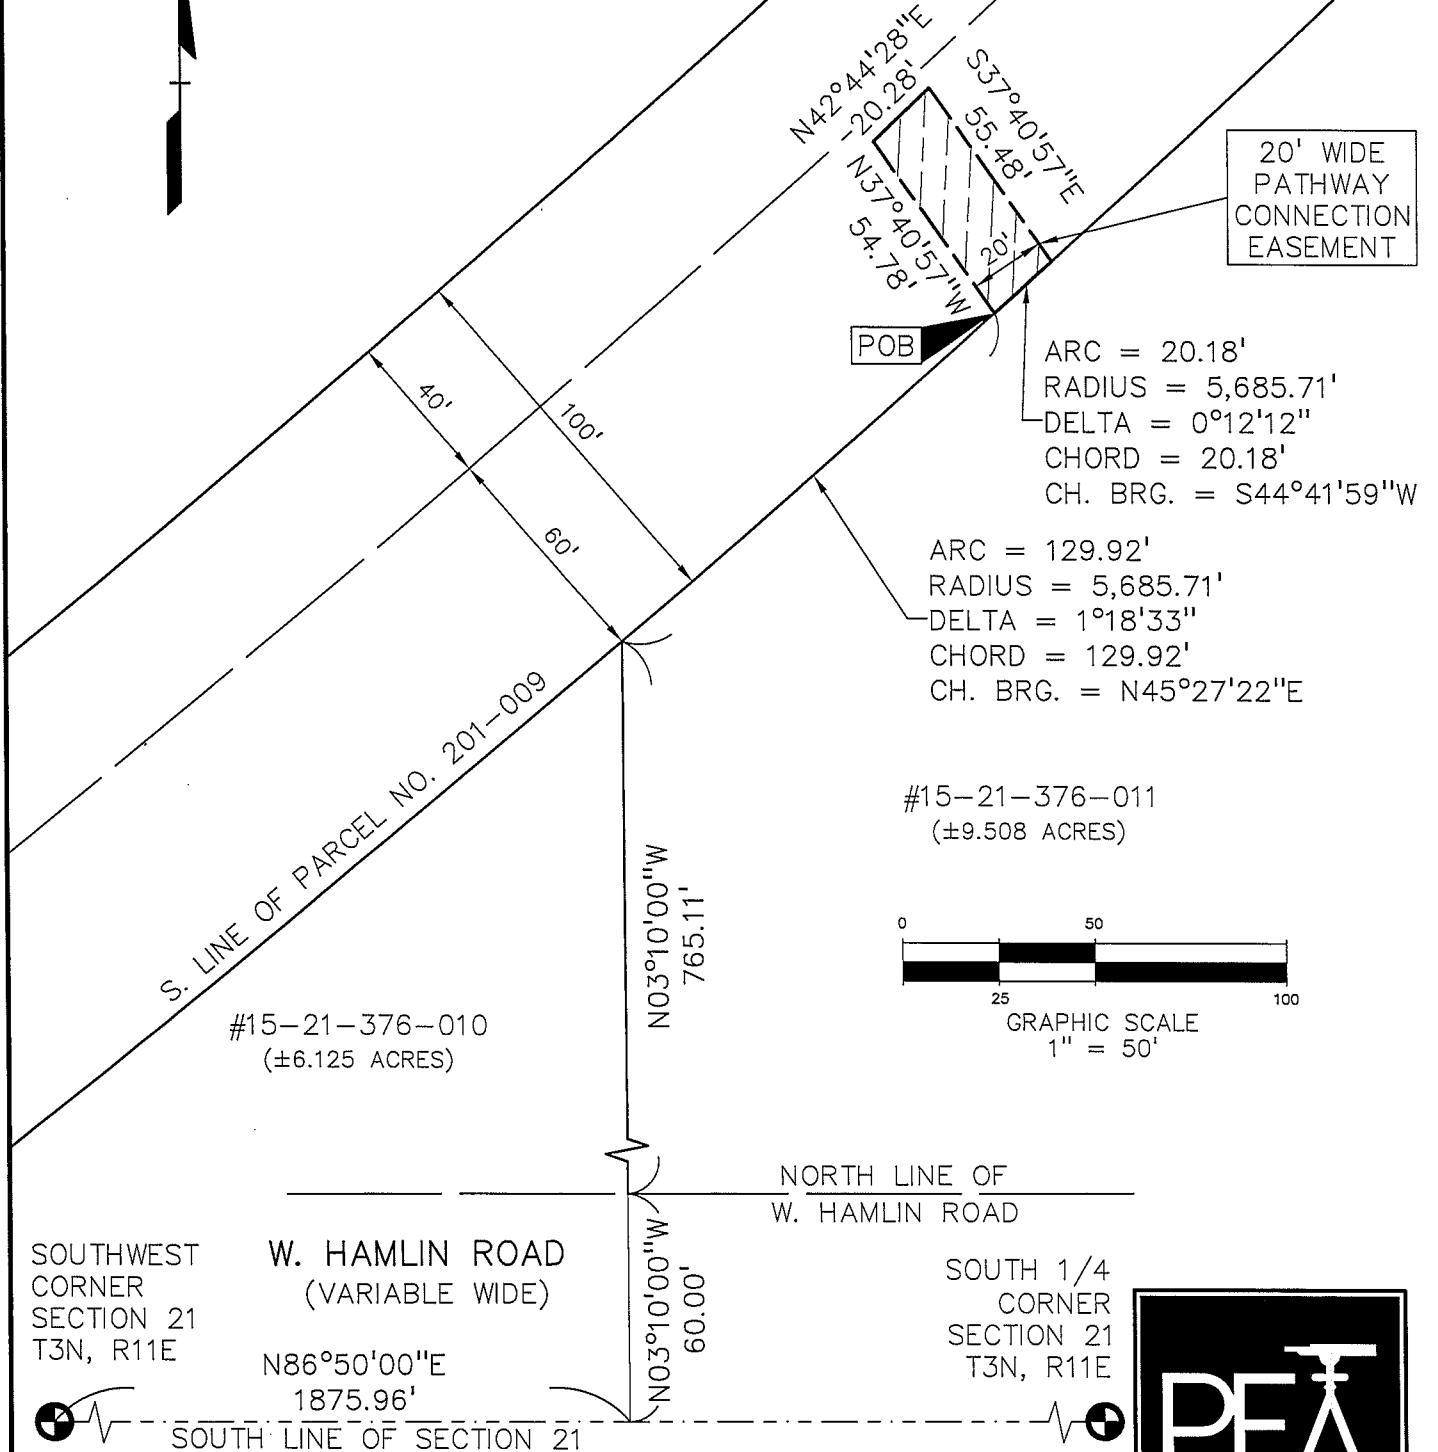 N42°44'28"E
20.28'
S37°40'57"E
55.48'
N37°40'57"W
54.78'
20'
20' WIDE
PATHWAY
CONNECTION
EASEMENT
POB
ARC = 20.18'
RADIUS = 5,685.71'
DELTA = 0°12'12"
CHORD = 20.18'
CH. BRG. = S44°41'59"W
40'
100'
60'
ARC = 129.92'
RADIUS = 5,685.71'
DELTA = 1°18'33"
CHORD = 129.92'
CH. BRG. = N45°27'22"E
S. LINE OF PARCEL NO. 201-009
#15-21-376-011
(±9.508 ACRES)
N03°10'00"W
765.11'
0 50
25 100
GRAPHIC SCALE
1" = 50'
#15-21-376-010
(±6.125 ACRES)
NORTH LINE OF
W. HAMLIN ROAD
W. HAMLIN ROAD
(VARIABLE WIDE)
N03°10'00"W
60.00'
SOUTHWEST
CORNER
SECTION 21
T3N, R11E
SOUTH 1/4
CORNER
SECTION 21
T3N, R11E
N86°50'00"E
1875.96'
SOUTH LINE OF SECTION 21
PEA